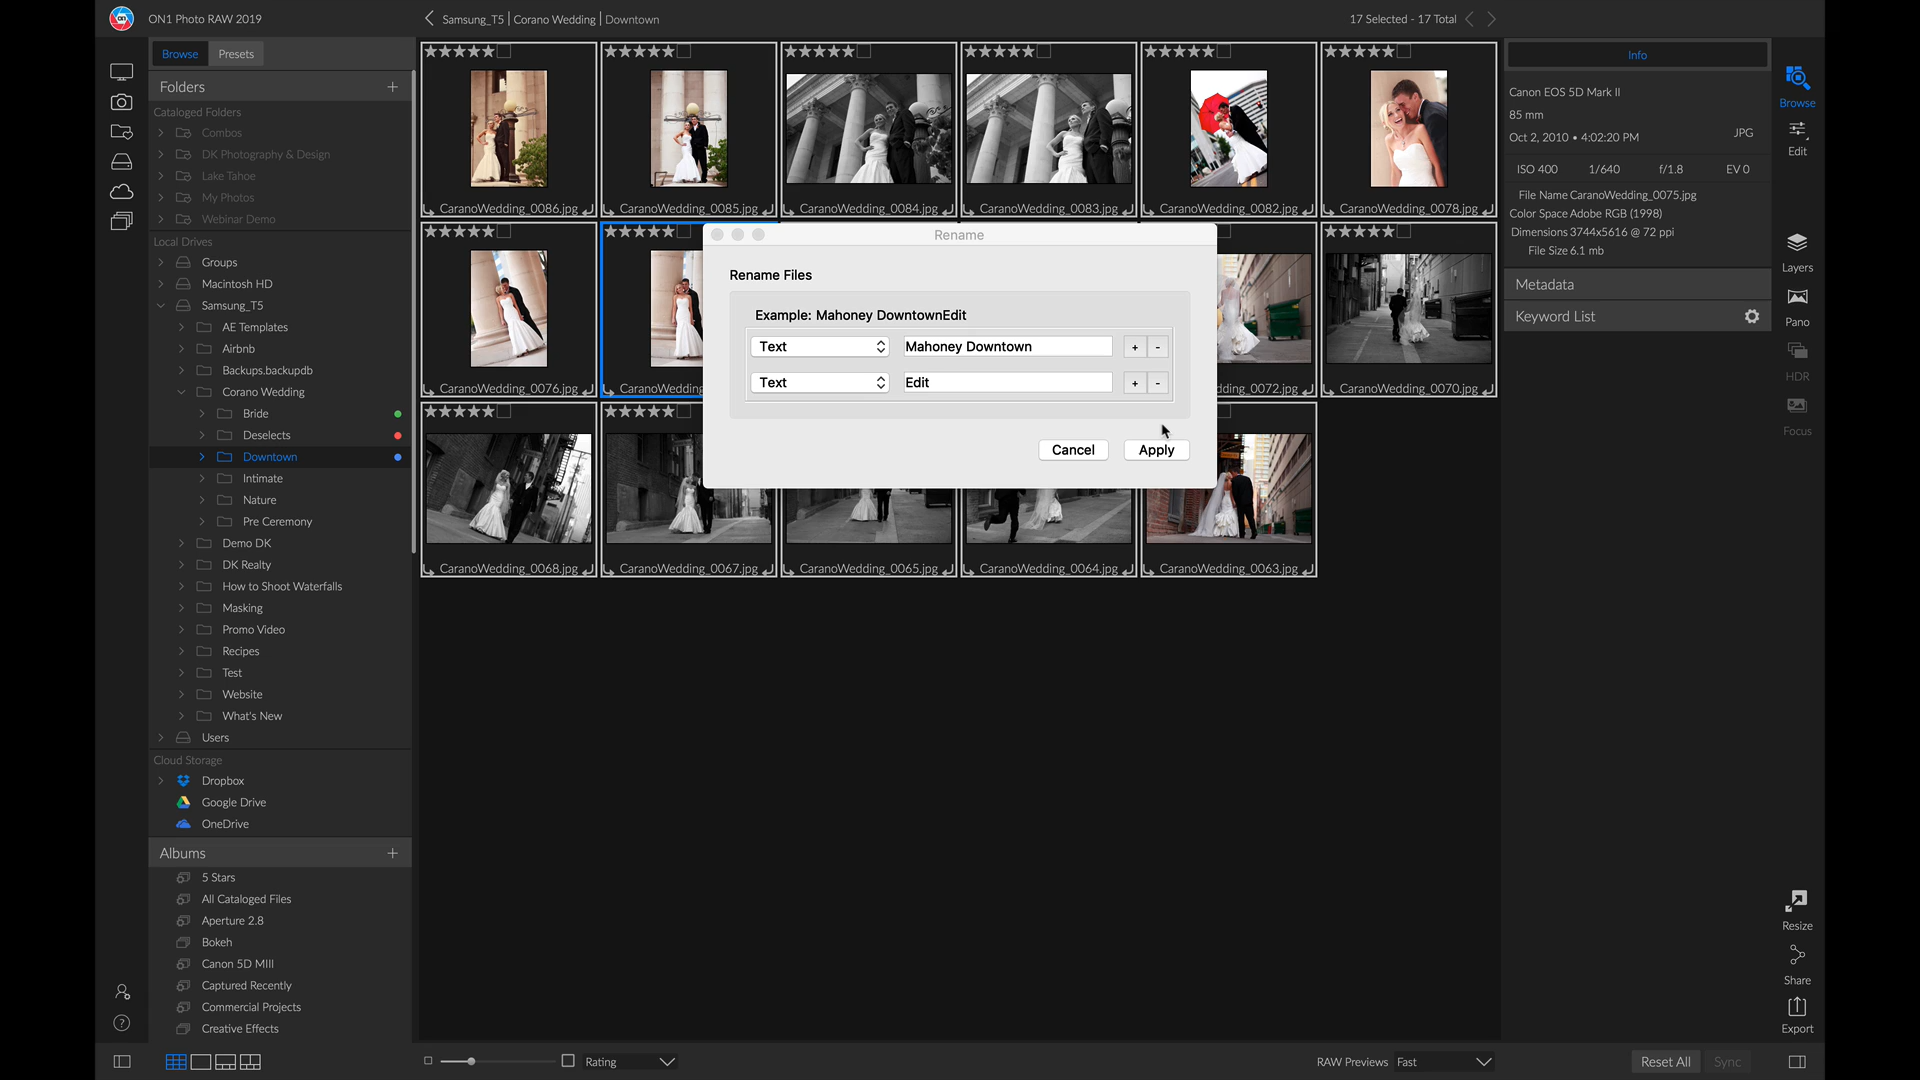 ON1 Photo RAW 2019
Samsung_T5 | Corano Wedding | Downtown
17 Selected - 17 Total
Browse
Presets
Folders
Cataloged Folders
Combos
DK Photography & Design
Lake Tahoe
My Photos
Webinar Demo
Local Drives
Groups
Macintosh HD
Samsung_T5
AE Templates
Airbnb
Backups.backupdb
Corano Wedding
Bride
Deselects
Downtown
Intimate
Nature
Pre Ceremony
Demo DK
DK Realty
How to Shoot Waterfalls
Masking
Promo Video
Recipes
Test
Website
What's New
Users
Cloud Storage
Dropbox
Google Drive
OneDrive
Albums
5 Stars
All Cataloged Files
Aperture 2.8
Bokeh
Canon 5D MIII
Captured Recently
Commercial Projects
Creative Effects
CaranoWedding_0086.jpg
CaranoWedding_0085.jpg
CaranoWedding_0084.jpg
CaranoWedding_0083.jpg
CaranoWedding_0082.jpg
CaranoWedding_0078.jpg
CaranoWedding_0076.jpg
CaranoWedding
_0072.jpg
CaranoWedding_0070.jpg
CaranoWedding_0068.jpg
CaranoWedding_0067.jpg
CaranoWedding_0065.jpg
CaranoWedding_0064.jpg
CaranoWedding_0063.jpg
Rename
Rename Files
Example: Mahoney DowntownEdit
Text
Mahoney Downtown
+ -
Text
Edit
+ -
Cancel
Apply
Info
Canon EOS 5D Mark II
85 mm
Oct 2, 2010 • 4:02:20 PM
JPG
ISO 400 1/640 f/1.8 EV 0
File Name CaranoWedding_0075.jpg
Color Space Adobe RGB (1998)
Dimensions 3744x5616 @ 72 ppi
File Size 6.1 mb
Metadata
Keyword List
Browse
Edit
Layers
Pano
HDR
Focus
Resize
Share
Export
Rating
RAW Previews Fast
Reset All
Sync